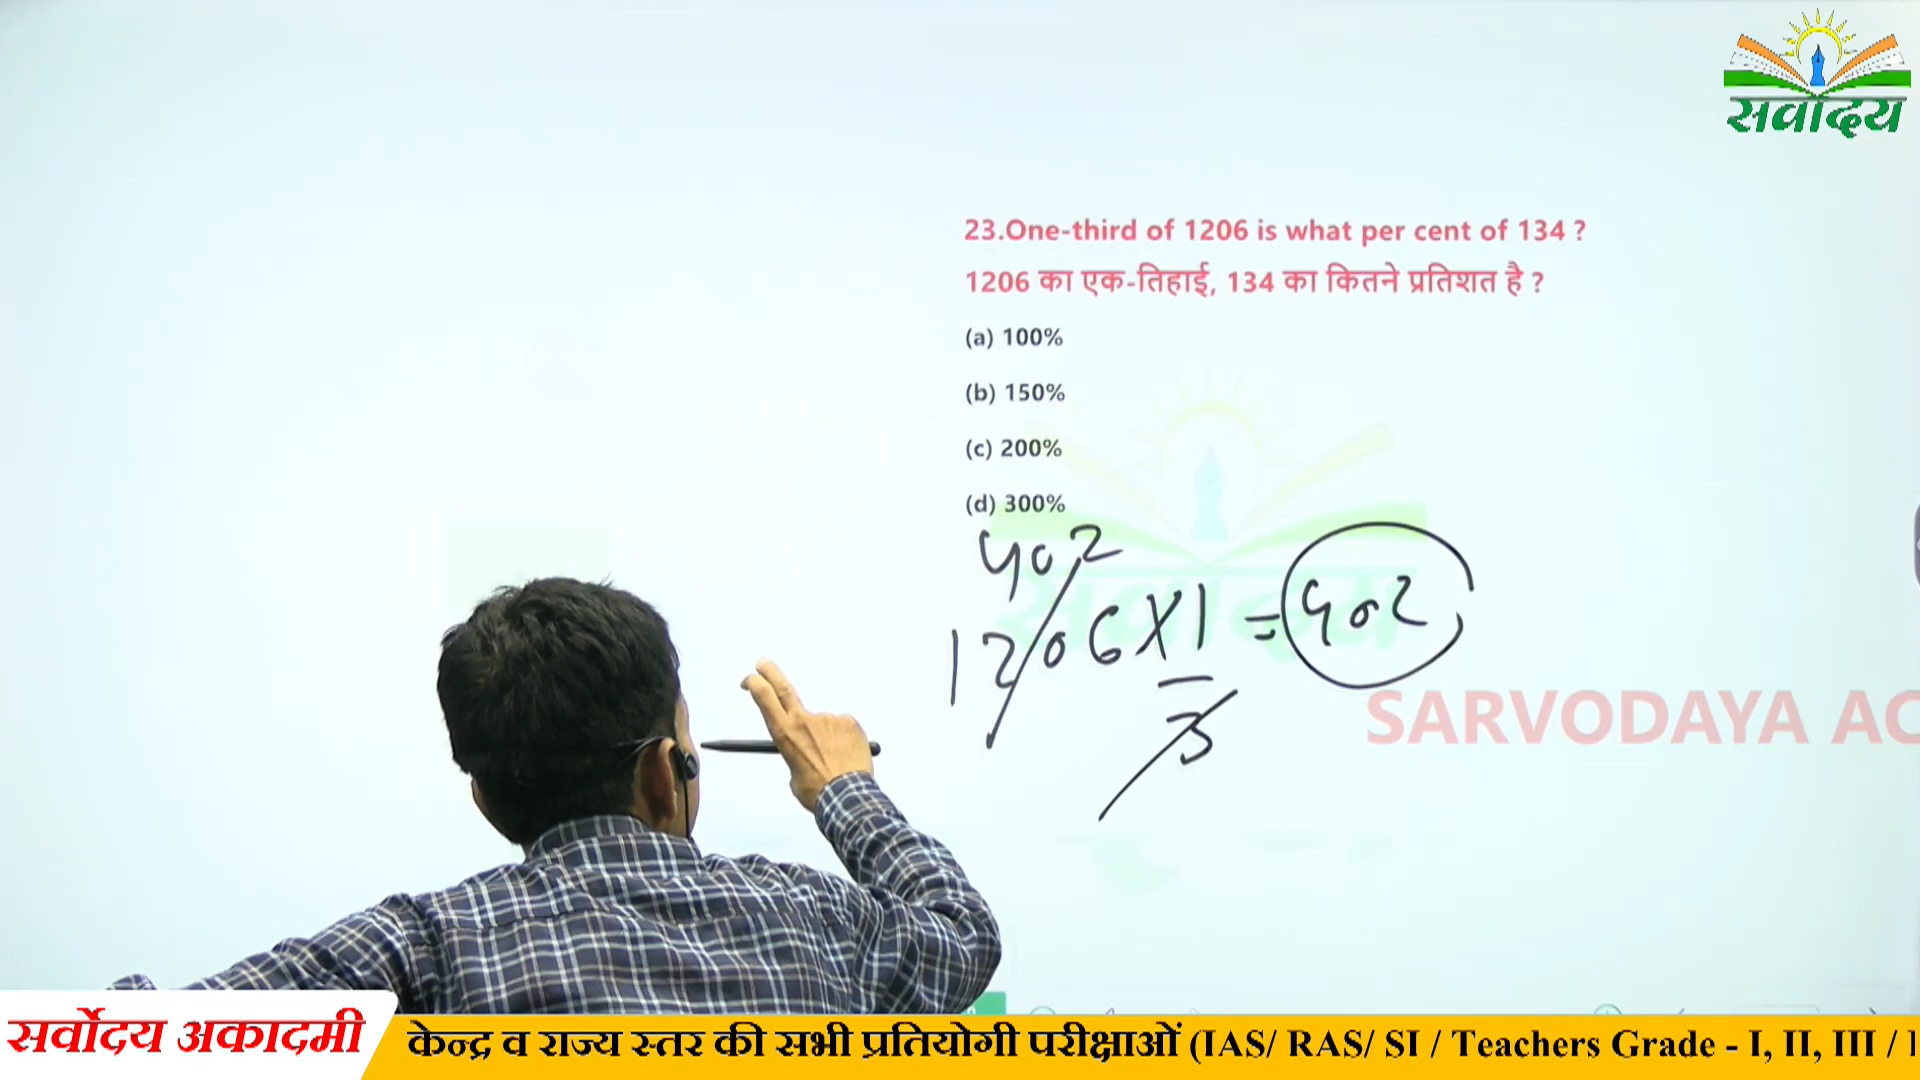 सर्वोदय
23.One-third of 1206 is what per cent of 134 ?
1206 का एक-तिहाई, 134 का कितने प्रतिशत है ?
(a) 100%
(b) 150%
(c) 200%
(d) 300%
402
1206 X 1 = 402
3
सर्वोदय
SARVODAYA AC
सर्वोदय अकादमी
केन्द्र व राज्य स्तर की सभी प्रतियोगी परीक्षाओं (IAS/ RAS/ SI / Teachers Grade - I, II, III /